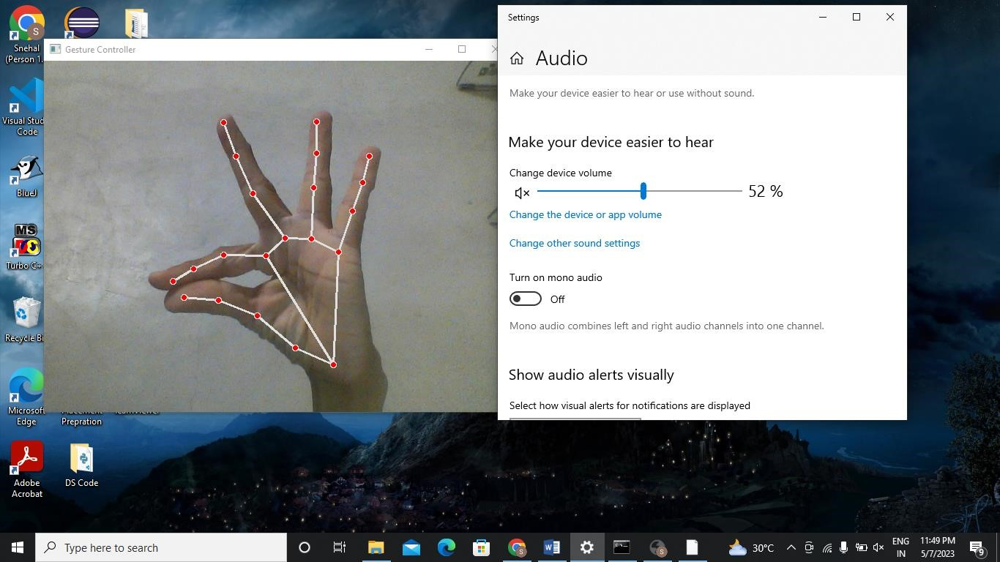 Snehal
(Person 1...
Visual Stud
Code
BlueJ
MS
Turbo C+
Recycle Bi
Microsoft
Edge
Prepration
Adobe
Acrobat
DS Code
Gesture Controller
Settings
Audio
Make your device easier to hear or use without sound.
Make your device easier to hear
Change device volume
52 %
Change the device or app volume
Change other sound settings
Turn on mono audio
Off
Mono audio combines left and right audio channels into one channel.
Show audio alerts visually
Select how visual alerts for notifications are displayed
Type here to search
30°C
ENG
IN
11:49 PM
5/7/2023
9